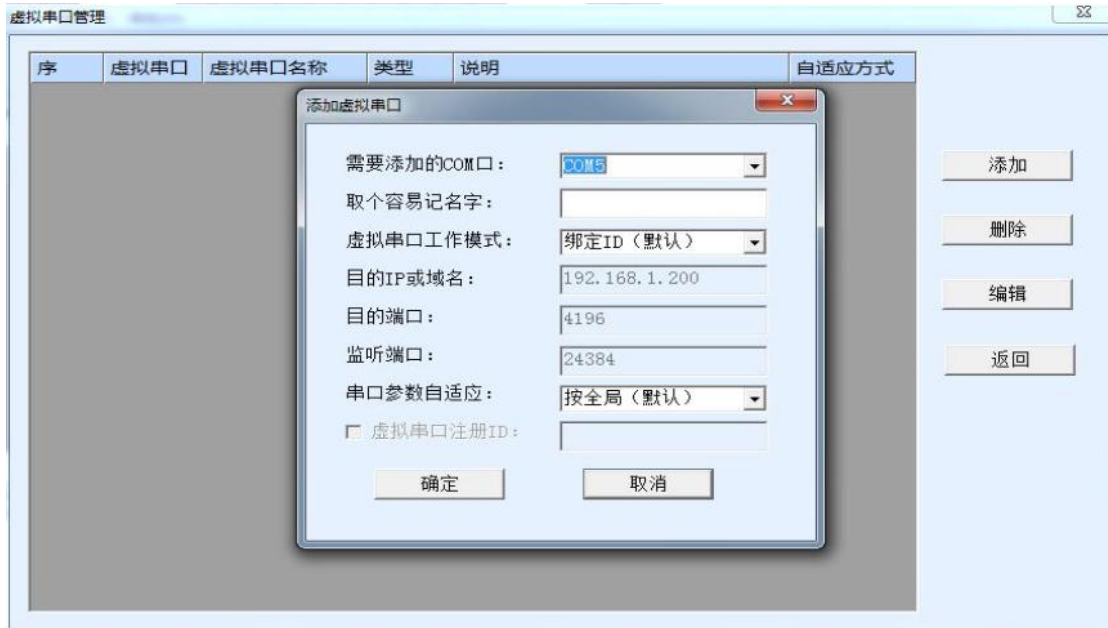 虚拟串口管理
序 虚拟串口 虚拟串口名称 类型 说明 自适应方式
添加虚拟串口
需要添加的COM口： COM5
取个容易记名字：
虚拟串口工作模式： 绑定ID（默认）
目的IP或域名： 192.168.1.200
目的端口： 4196
监听端口： 24384
串口参数自适应： 按全局（默认）
虚拟串口注册ID：
确定 取消
添加
删除
编辑
返回